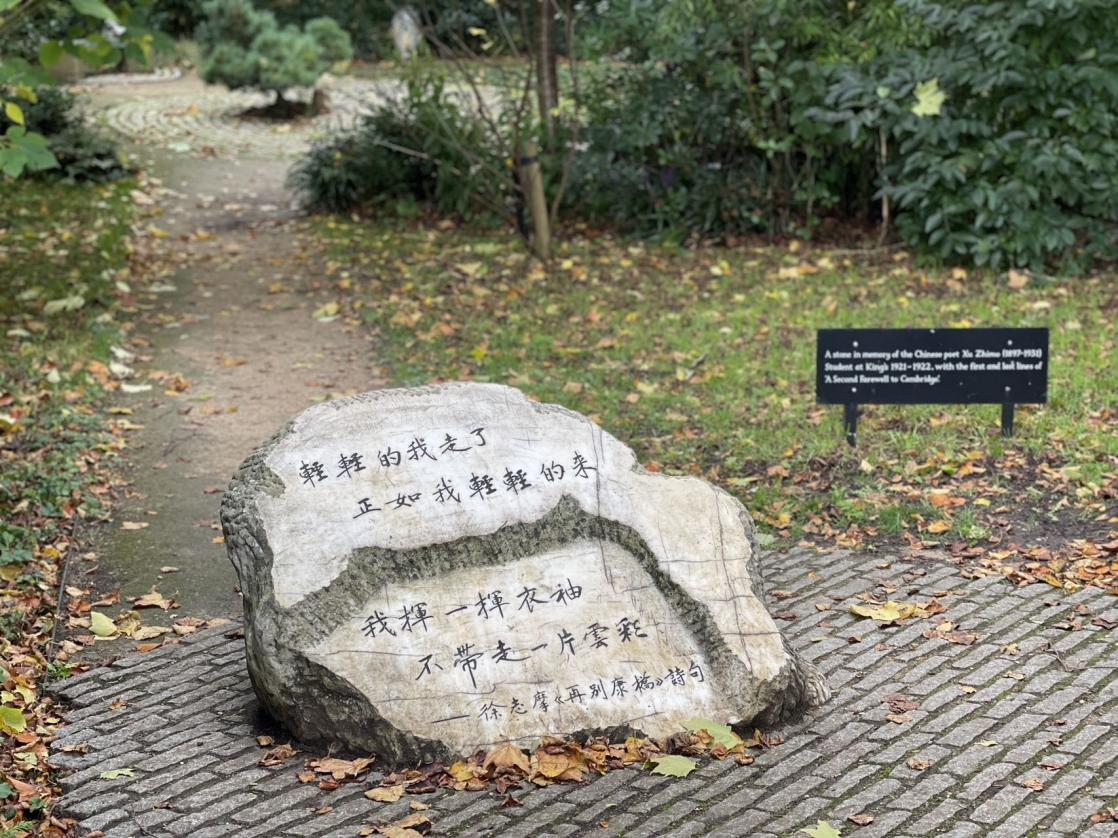 輕輕的我走了
正如我輕輕的来
我揮一揮衣袖
不帶走一片雲彩
——徐志摩《再别康橋》詩句
A stone in memory of the Chinese poet Xu Zhimo (1897-1931)
Student at King's 1921-1922, with the first and last lines of
'A Second Farewell to Cambridge'.